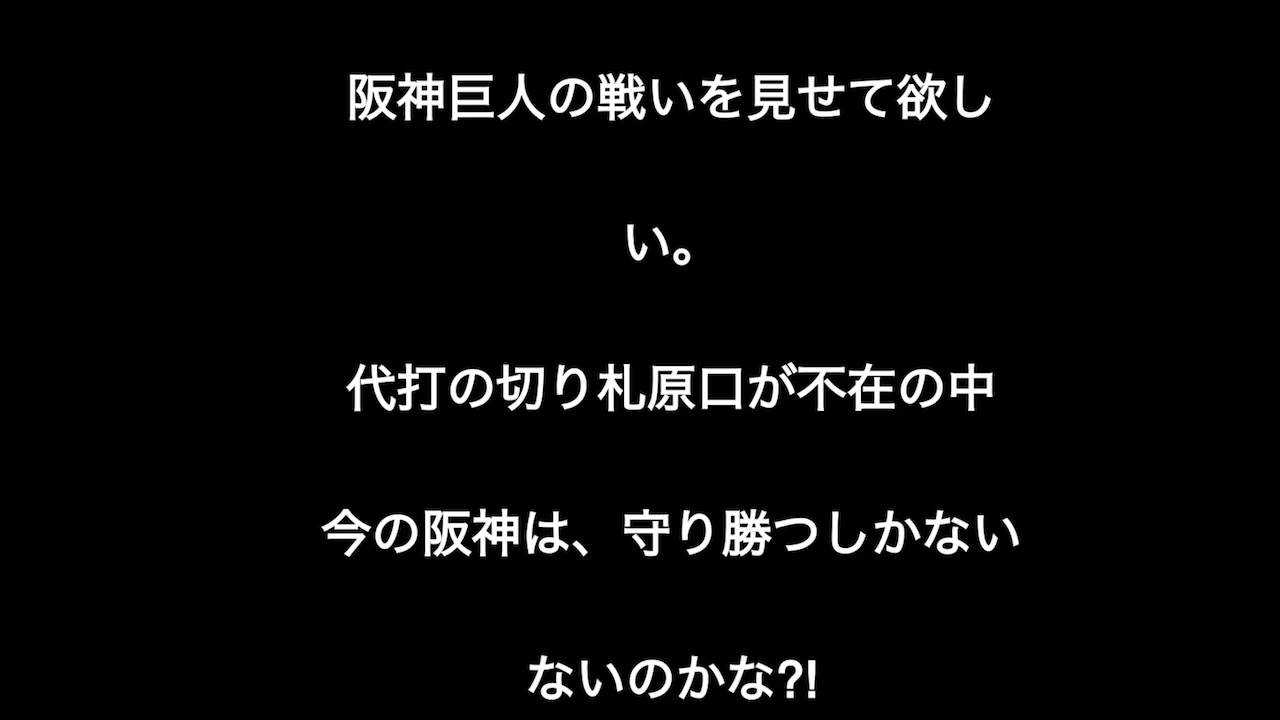 阪神巨人の戦いを見せて欲し
い。
代打の切り札原口が不在の中
今の阪神は、守り勝つしかない
ないのかな?!